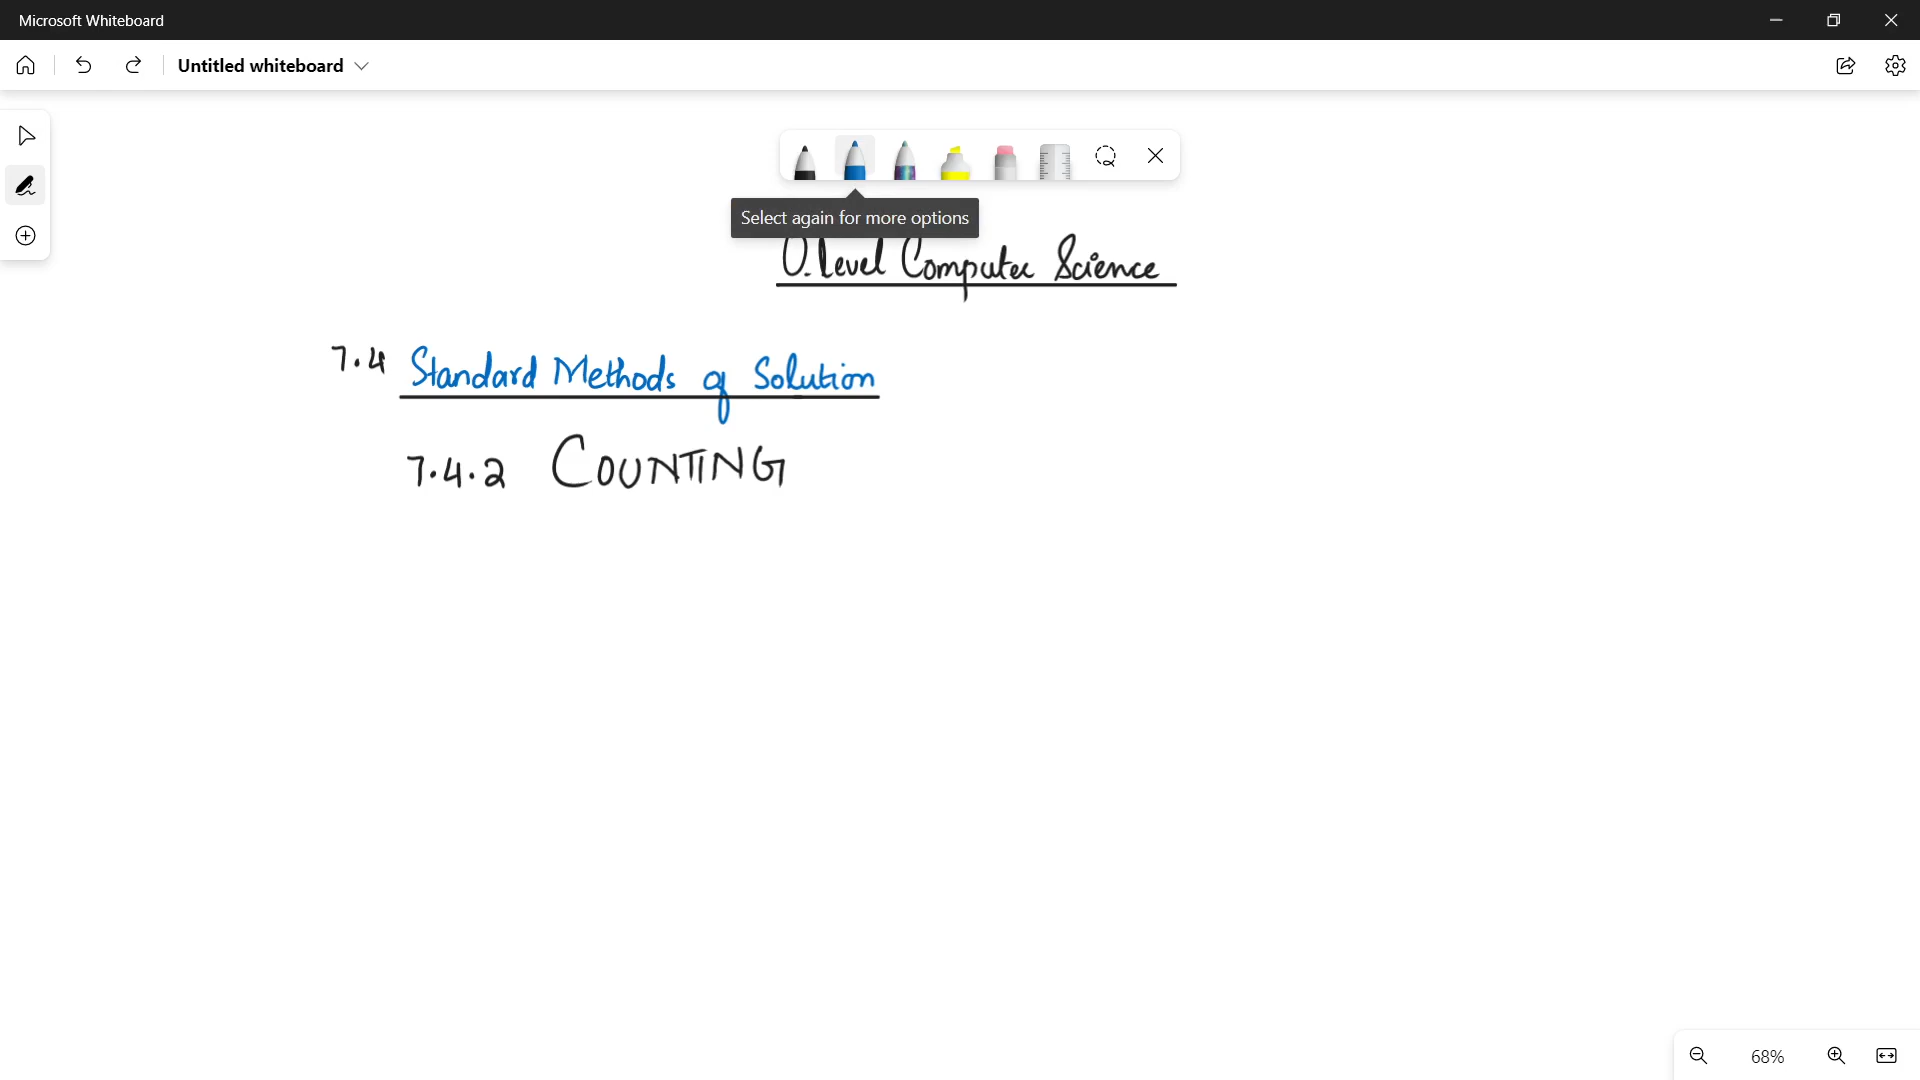 Microsoft Whiteboard
Untitled whiteboard
Select again for more options
O.level Computer Science
7.4 Standard Methods of Solution
7.4.2 COUNTING
68%